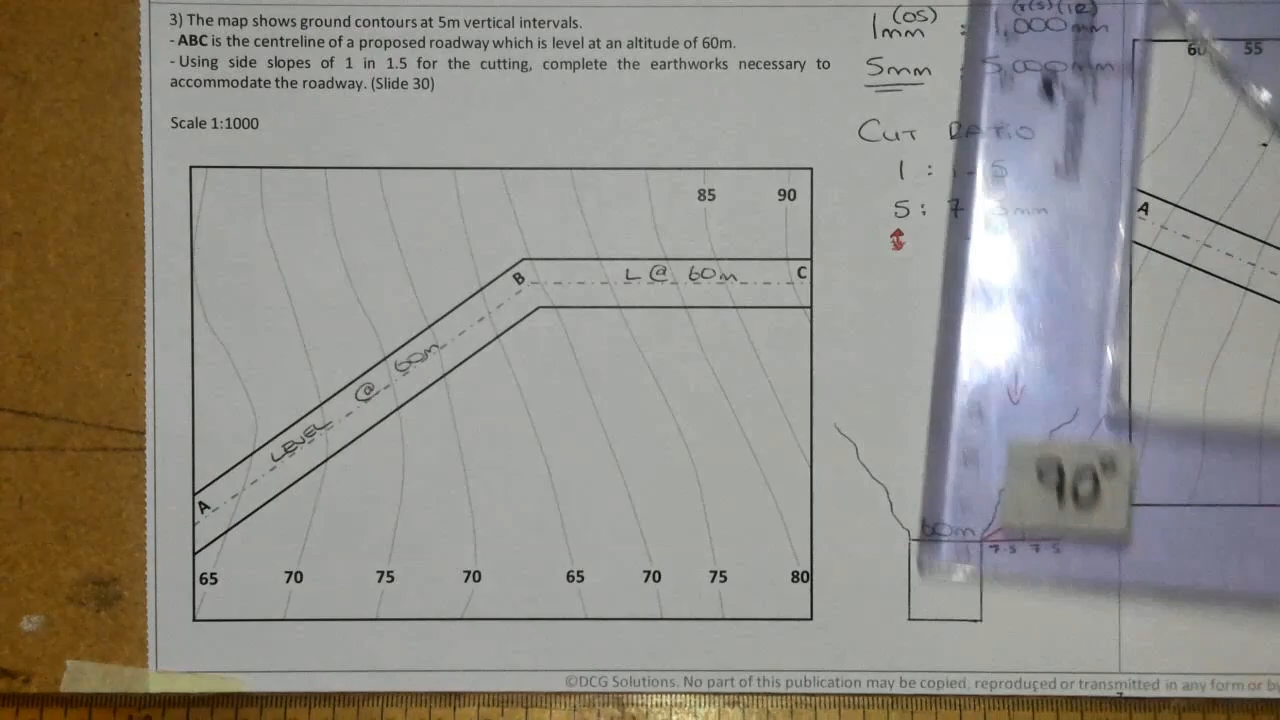 3) The map shows ground contours at 5m vertical intervals.
- ABC is the centreline of a proposed roadway which is level at an altitude of 60m.
- Using side slopes of 1 in 1.5 for the cutting, complete the earthworks necessary to
accommodate the roadway. (Slide 30)
Scale 1:1000
85 90
B L @ 60m C
LEVEL @ 60m
A
65 70 75 70 65 70 75 80
(OS)
1mm : 1,000mm
5mm : 5,000mm
CUT RATIO
1 :
5 : 7
60m
7.5 7.5
90°
60 55
A
©DCG Solutions. No part of this publication may be copied, reproduced or transmitted in any form or by